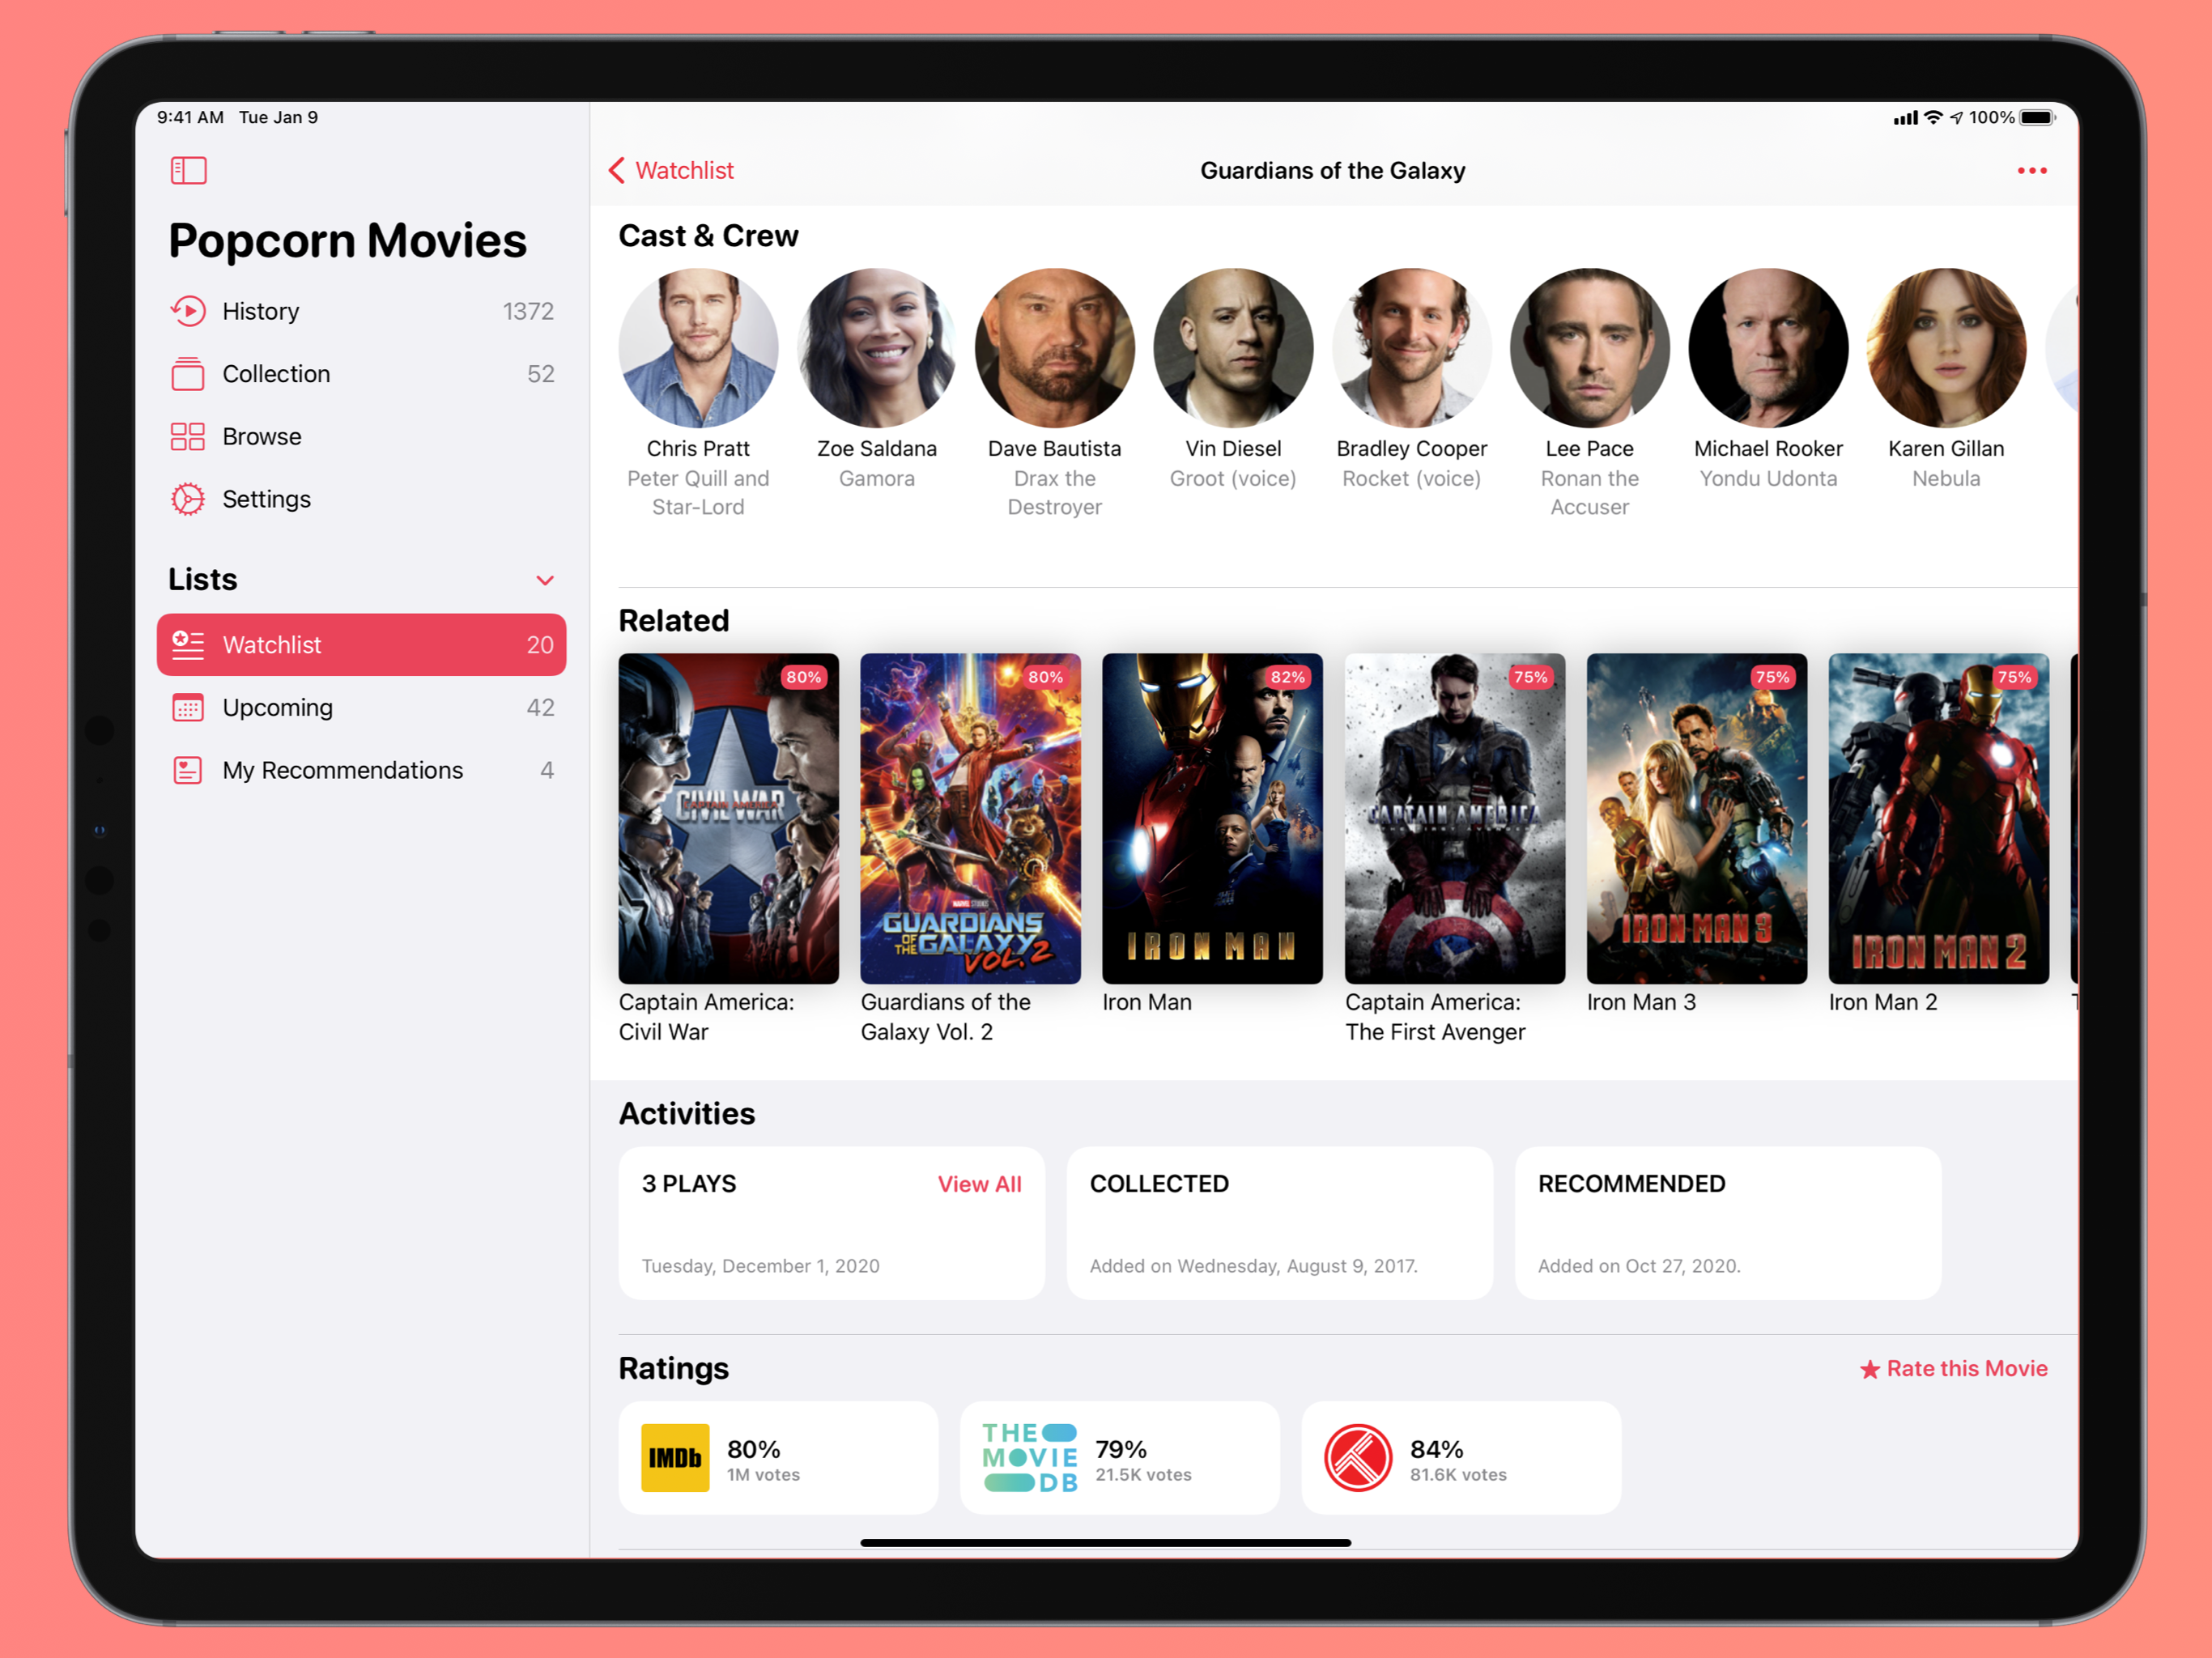 9:41 AM Tue Jan 9
100%
Popcorn Movies
History 1372
Collection 52
Browse
Settings
Lists
Watchlist 20
Upcoming 42
My Recommendations 4
Watchlist
Guardians of the Galaxy
Cast & Crew
Chris Pratt
Peter Quill and
Star-Lord
Zoe Saldana
Gamora
Dave Bautista
Drax the
Destroyer
Vin Diesel
Groot (voice)
Bradley Cooper
Rocket (voice)
Lee Pace
Ronan the
Accuser
Michael Rooker
Yondu Udonta
Karen Gillan
Nebula
Related
80%
CAPTAIN AMERICA
CIVIL WAR
Captain America:
Civil War
80%
MARVEL STUDIOS
GUARDIANS
OF THE GALAXY
VOL. 2
Guardians of the
Galaxy Vol. 2
82%
IRON MAN
Iron Man
75%
CAPTAIN AMERICA
THE FIRST AVENGER
Captain America:
The First Avenger
75%
IRON MAN 3
Iron Man 3
75%
IRON MAN 2
Iron Man 2
Activities
3 PLAYS View All
Tuesday, December 1, 2020
COLLECTED
Added on Wednesday, August 9, 2017.
RECOMMENDED
Added on Oct 27, 2020.
Ratings
Rate this Movie
IMDb
80%
1M votes
THE
MOVIE
DB
79%
21.5K votes
84%
81.6K votes